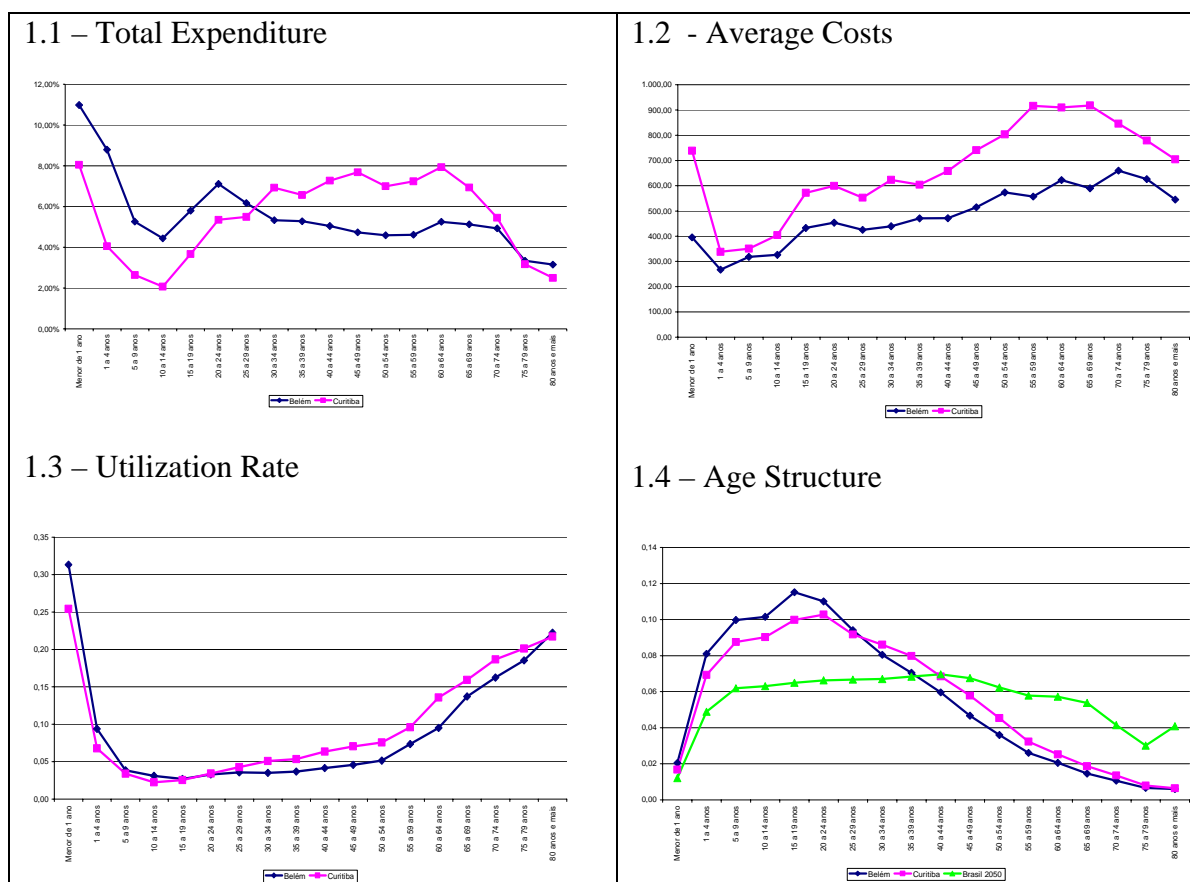 1.1 – Total Expenditure
12,00%
10,00%
8,00%
6,00%
4,00%
2,00%
0,00%
Menor de 1 ano
1 a 4 anos
5 a 9 anos
10 a 14 anos
15 a 19 anos
20 a 24 anos
25 a 29 anos
30 a 34 anos
35 a 39 anos
40 a 44 anos
45 a 49 anos
50 a 54 anos
55 a 59 anos
60 a 64 anos
65 a 69 anos
70 a 74 anos
75 a 79 anos
80 anos e mais
Belém Curitiba
1.2 - Average Costs
1.000,00
900,00
800,00
700,00
600,00
500,00
400,00
300,00
200,00
100,00
0,00
Menor de 1 ano
1 a 4 anos
5 a 9 anos
10 a 14 anos
15 a 19 anos
20 a 24 anos
25 a 29 anos
30 a 34 anos
35 a 39 anos
40 a 44 anos
45 a 49 anos
50 a 54 anos
55 a 59 anos
60 a 64 anos
65 a 69 anos
70 a 74 anos
75 a 79 anos
80 anos e mais
Belém Curitiba
1.3 – Utilization Rate
0,35
0,30
0,25
0,20
0,15
0,10
0,05
0,00
Menor de 1 ano
1 a 4 anos
5 a 9 anos
10 a 14 anos
15 a 19 anos
20 a 24 anos
25 a 29 anos
30 a 34 anos
35 a 39 anos
40 a 44 anos
45 a 49 anos
50 a 54 anos
55 a 59 anos
60 a 64 anos
65 a 69 anos
70 a 74 anos
75 a 79 anos
80 anos e mais
Belém Curitiba
1.4 – Age Structure
0,14
0,12
0,10
0,08
0,06
0,04
0,02
0,00
Menor de 1 ano
1 a 4 anos
5 a 9 anos
10 a 14 anos
15 a 19 anos
20 a 24 anos
25 a 29 anos
30 a 34 anos
35 a 39 anos
40 a 44 anos
45 a 49 anos
50 a 54 anos
55 a 59 anos
60 a 64 anos
65 a 69 anos
70 a 74 anos
75 a 79 anos
80 anos e mais
Belém Curitiba Brasil 2050